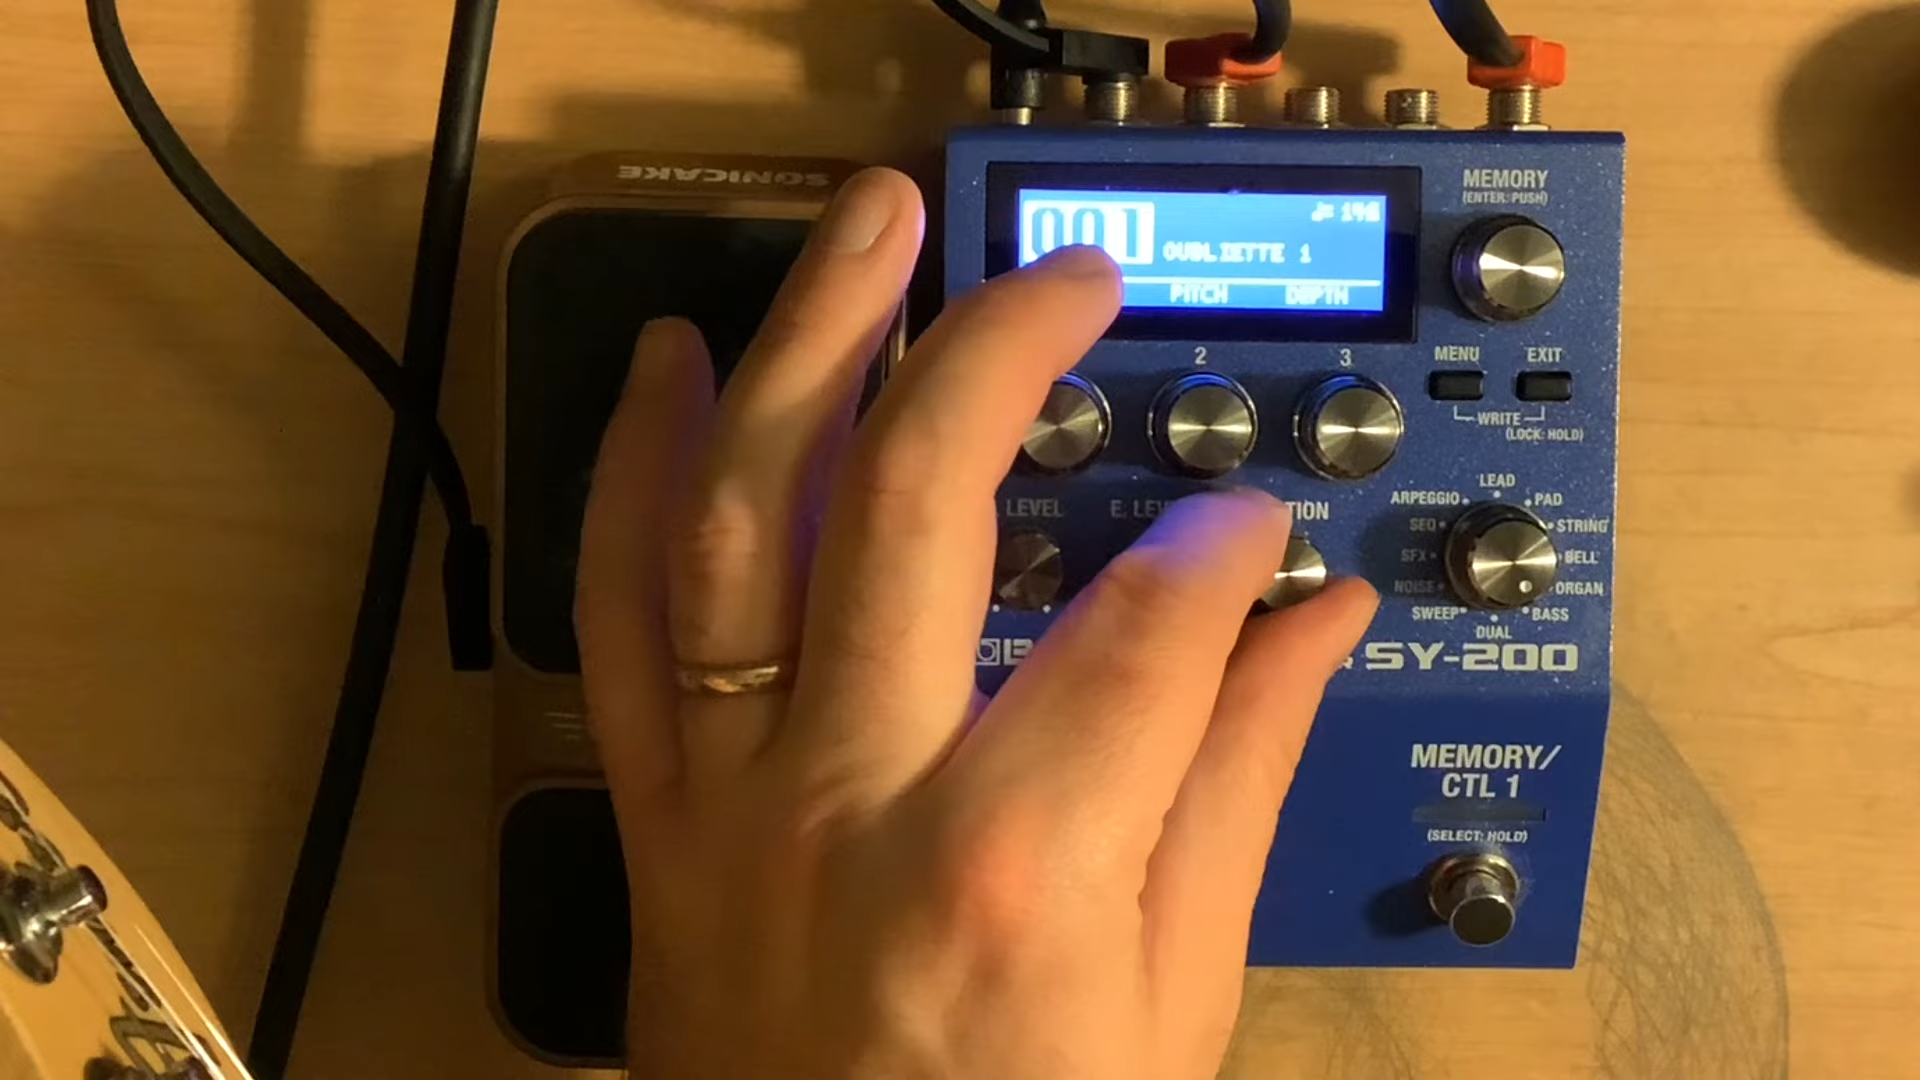 SONICAKE
001
OUBLIETTE 1
PITCH DEPTH
MEMORY
(ENTER: PUSH)
2 3
MENU EXIT
WRITE
(LOCK: HOLD)
LEVEL
LEAD
ARPEGGIO
PAD
SEQ
STRING
SFX
BELL
NOISE
ORGAN
SWEEP
BASS
DUAL
SY-200
MEMORY/
CTL 1
(SELECT: HOLD)